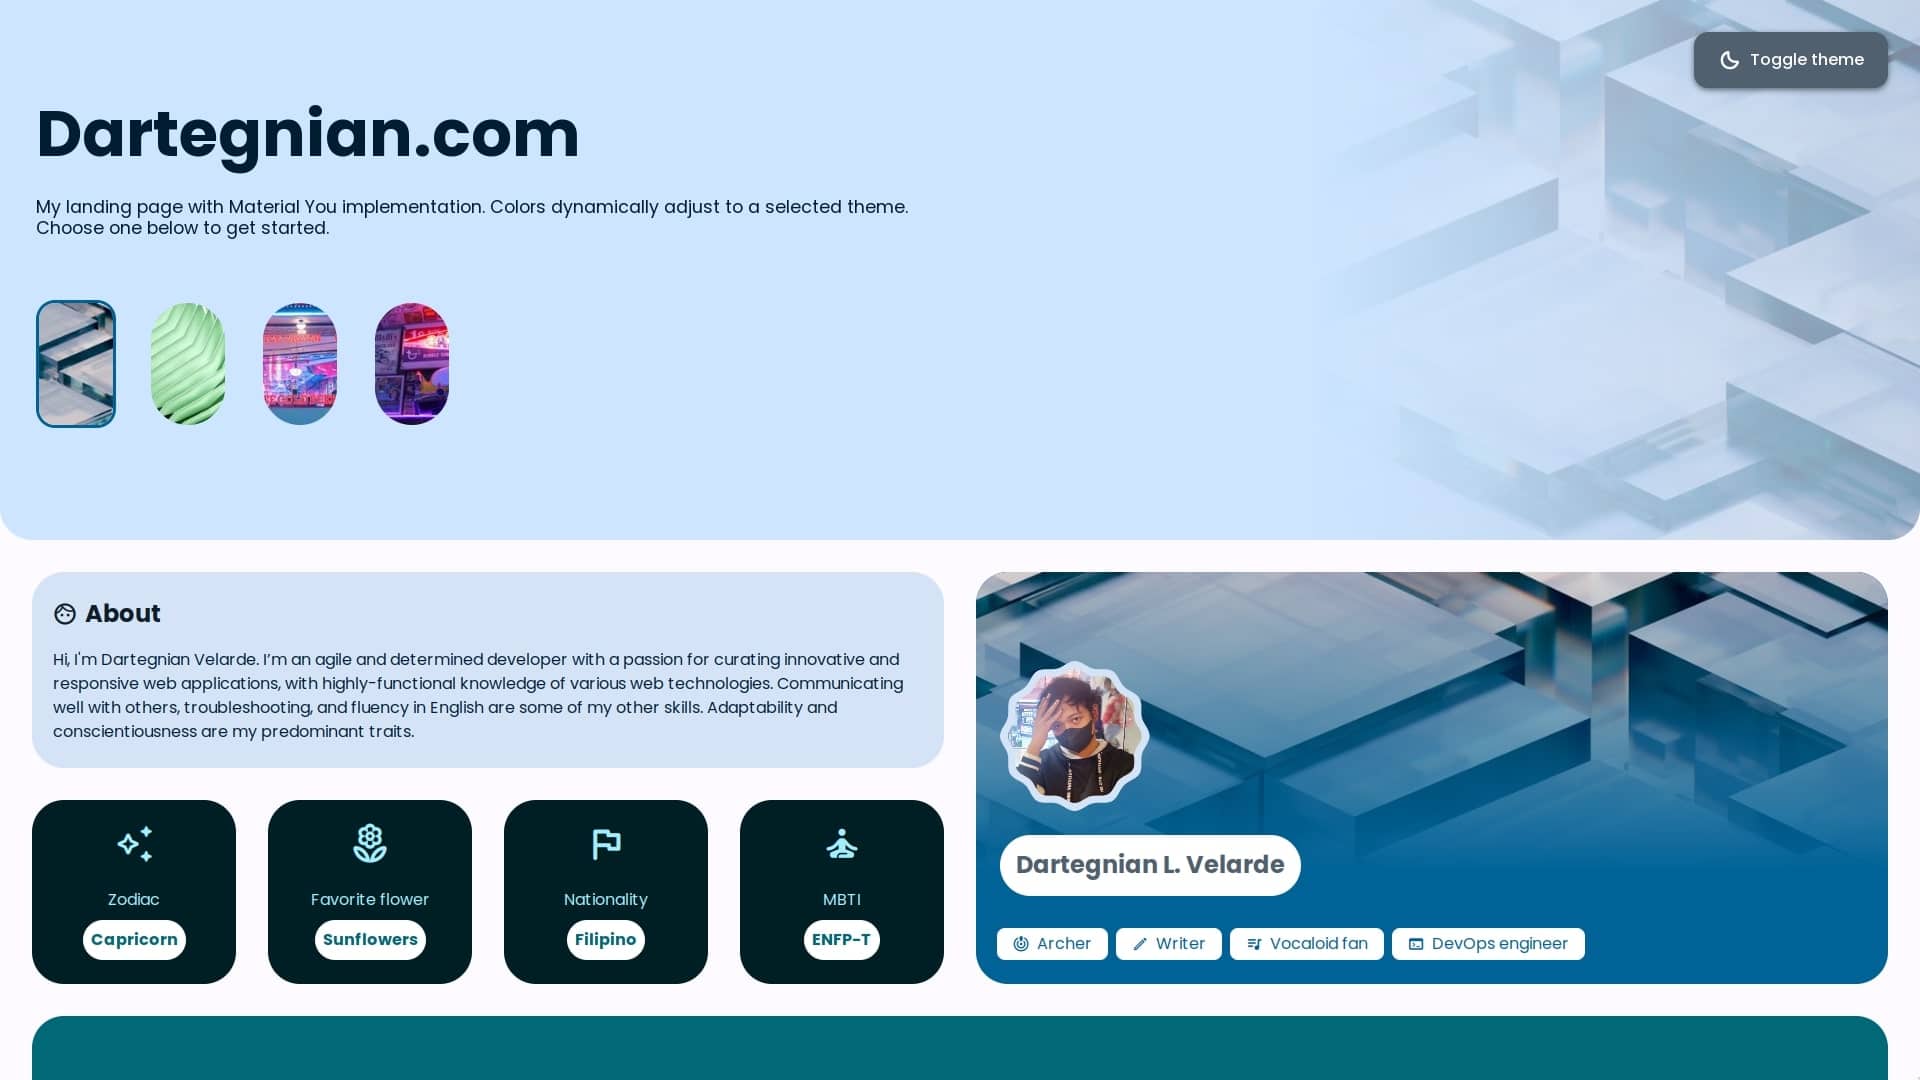 Toggle theme
Dartegnian.com
My landing page with Material You implementation. Colors dynamically adjust to a selected theme.
Choose one below to get started.
About
Hi, I'm Dartegnian Velarde. I’m an agile and determined developer with a passion for curating innovative and
responsive web applications, with highly-functional knowledge of various web technologies. Communicating
well with others, troubleshooting, and fluency in English are some of my other skills. Adaptability and
conscientiousness are my predominant traits.
Zodiac
Capricorn
Favorite flower
Sunflowers
Nationality
Filipino
MBTI
ENFP-T
Dartegnian L. Velarde
Archer
Writer
Vocaloid fan
DevOps engineer